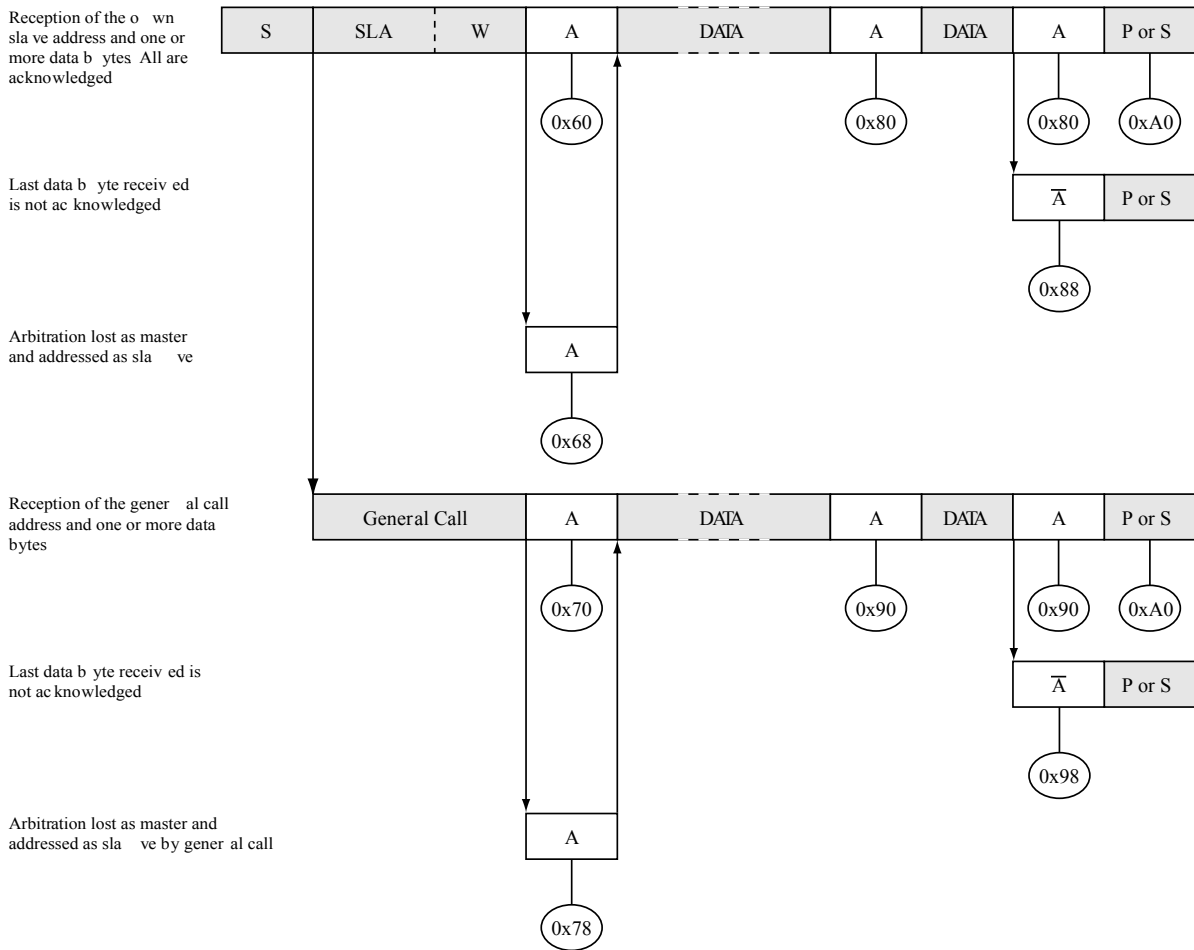 Reception of the o wn
sla ve address and one or
more data b ytes. All are
acknowledged
S SLA W A DATA A DATA A P or S
0x60 0x80 0x80 0xA0
Last data b yte receiv ed
is not ac knowledged
A P or S
0x88
Arbitration lost as master
and addressed as sla ve
A
0x68
Reception of the gener al call
address and one or more data
bytes
General Call A DATA A DATA A P or S
0x70 0x90 0x90 0xA0
Last data b yte receiv ed is
not ac knowledged
A P or S
0x98
Arbitration lost as master and
addressed as sla ve by gener al call
A
0x78